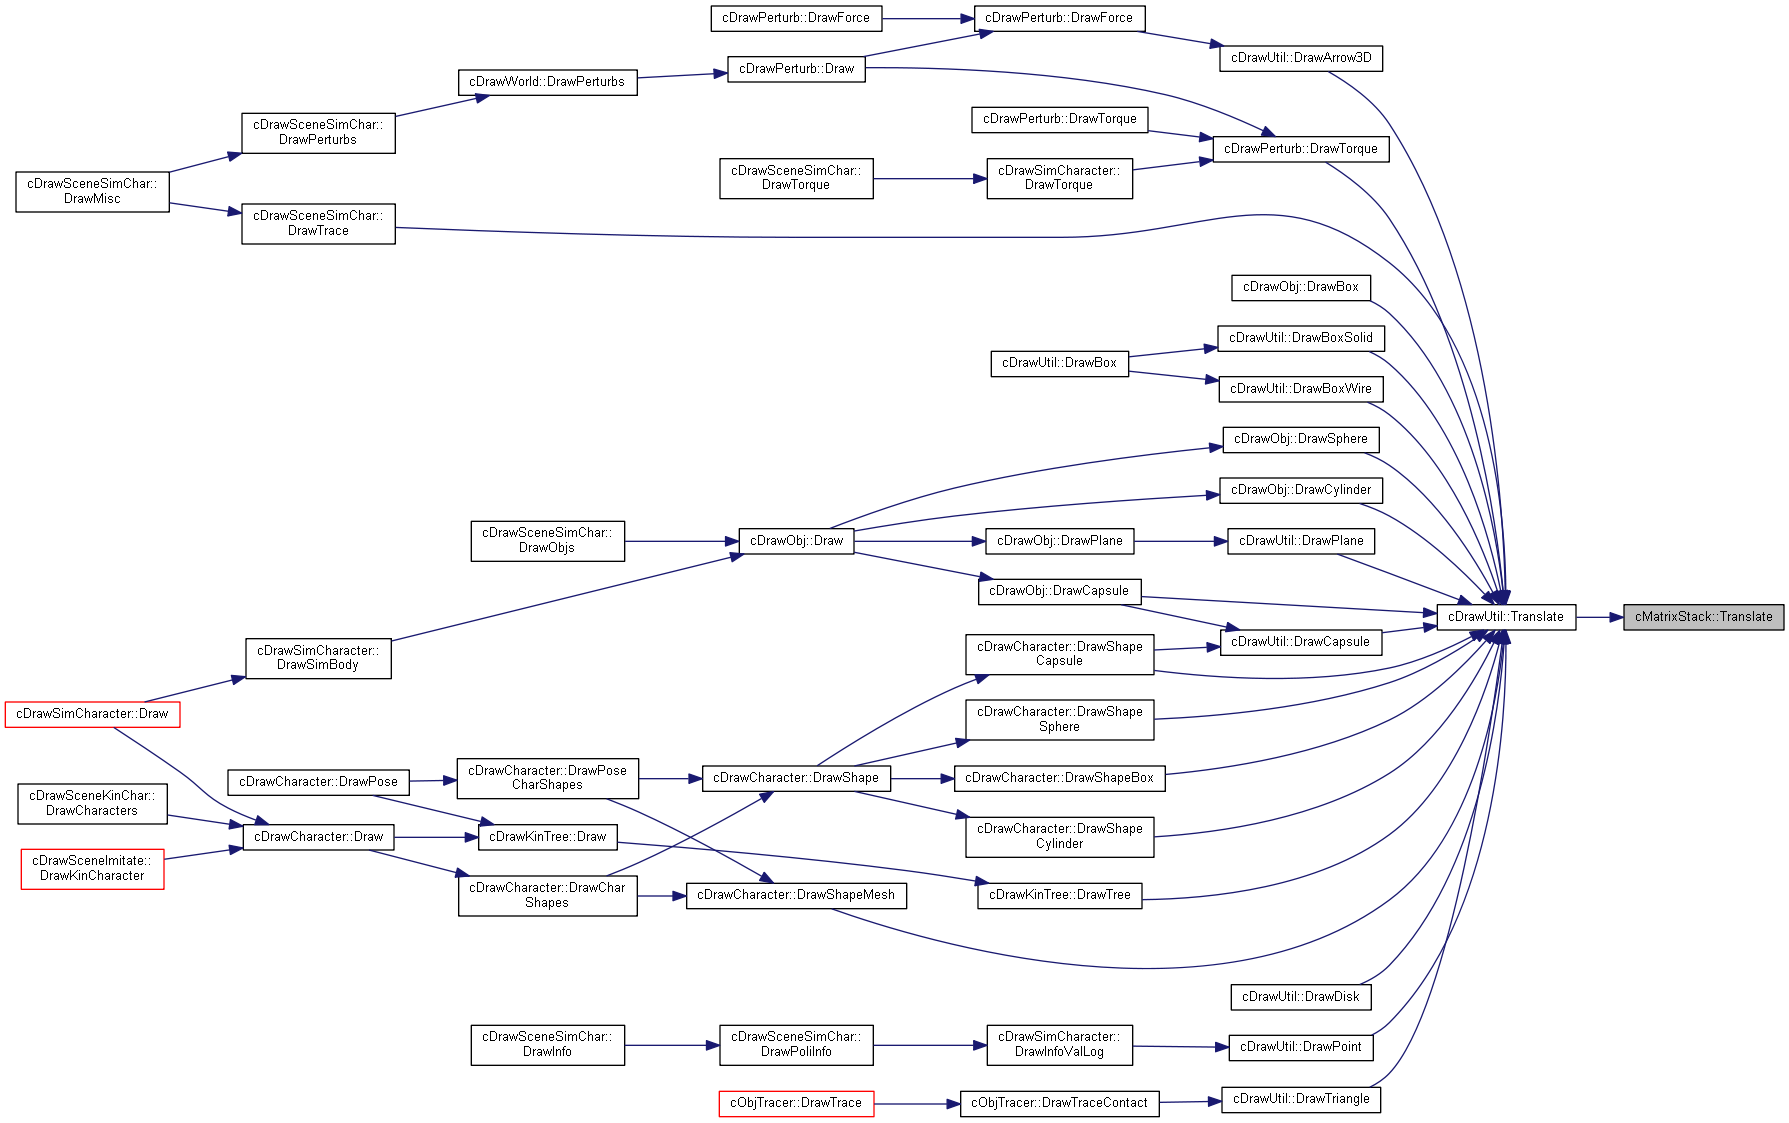 cDrawPerturb::DrawForce
cDrawPerturb::DrawForce
cDrawUtil::DrawArrow3D
cDrawPerturb::Draw
cDrawWorld::DrawPerturbs
cDrawSceneSimChar::
DrawPerturbs
cDrawPerturb::DrawTorque
cDrawPerturb::DrawTorque
cDrawSceneSimChar::
DrawTorque
cDrawSimCharacter::
DrawTorque
cDrawSceneSimChar::
DrawMisc
cDrawSceneSimChar::
DrawTrace
cDrawObj::DrawBox
cDrawUtil::DrawBoxSolid
cDrawUtil::DrawBox
cDrawUtil::DrawBoxWire
cDrawObj::DrawSphere
cDrawObj::DrawCylinder
cDrawSceneSimChar::
DrawObjs
cDrawObj::Draw
cDrawObj::DrawPlane
cDrawUtil::DrawPlane
cDrawObj::DrawCapsule
cDrawUtil::Translate
cMatrixStack::Translate
cDrawUtil::DrawCapsule
cDrawSimCharacter::
DrawSimBody
cDrawCharacter::DrawShape
Capsule
cDrawSimCharacter::Draw
cDrawCharacter::DrawShape
Sphere
cDrawCharacter::DrawPose
cDrawCharacter::DrawPose
CharShapes
cDrawCharacter::DrawShape
cDrawCharacter::DrawShapeBox
cDrawSceneKinChar::
DrawCharacters
cDrawCharacter::Draw
cDrawKinTree::Draw
cDrawCharacter::DrawShape
Cylinder
cDrawSceneImitate::
DrawKinCharacter
cDrawCharacter::DrawChar
Shapes
cDrawCharacter::DrawShapeMesh
cDrawKinTree::DrawTree
cDrawUtil::DrawDisk
cDrawSceneSimChar::
DrawInfo
cDrawSceneSimChar::
DrawPoliInfo
cDrawSimCharacter::
DrawInfoValLog
cDrawUtil::DrawPoint
cObjTracer::DrawTrace
cObjTracer::DrawTraceContact
cDrawUtil::DrawTriangle